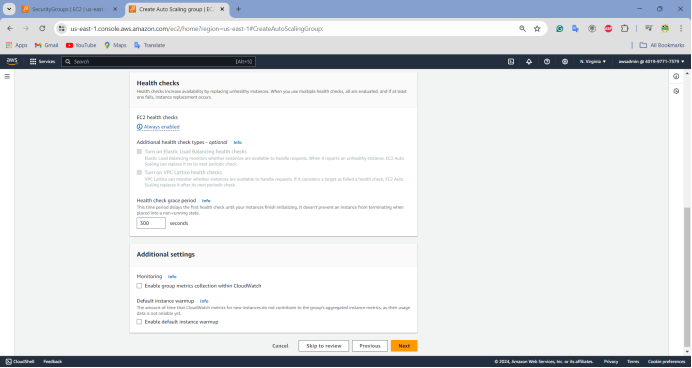 SecurityGroups | EC2 | us-east-
Create Auto Scaling group | EC2
us-east-1.console.aws.amazon.com/ec2/home?region=us-east-1#CreateAutoScalingGroup:
Apps
Gmail
YouTube
Maps
Translate
All Bookmarks
aws
Services
Search
[Alt+S]
N. Virginia
awsadmin @ 4019-9771-7579
Health checks
Health checks increase availability by replacing unhealthy instances. When you use multiple health checks, all are evaluated, and if at least
one fails, instance replacement occurs.
EC2 health checks
Always enabled
Additional health check types - optional Info
Turn on Elastic Load Balancing health checks
Elastic Load Balancing monitors whether instances are available to handle requests. When it reports an unhealthy instance, EC2 Auto
Scaling can replace it on its next periodic check.
Turn on VPC Lattice health checks
VPC Lattice can monitor whether instances are available to handle requests. If it considers a target as failed a health check, EC2 Auto
Scaling replaces it after its next periodic check.
Health check grace period Info
This time period delays the first health check until your instances finish initializing. It doesn't prevent an instance from terminating when
placed into a non-running state.
300 seconds
Additional settings
Monitoring Info
Enable group metrics collection within CloudWatch
Default instance warmup Info
The amount of time that CloudWatch metrics for new instances do not contribute to the group's aggregated instance metrics, as their usage
data is not reliable yet.
Enable default instance warmup
Cancel
Skip to review
Previous
Next
CloudShell
Feedback
© 2024, Amazon Web Services, Inc. or its affiliates.
Privacy
Terms
Cookie preferences